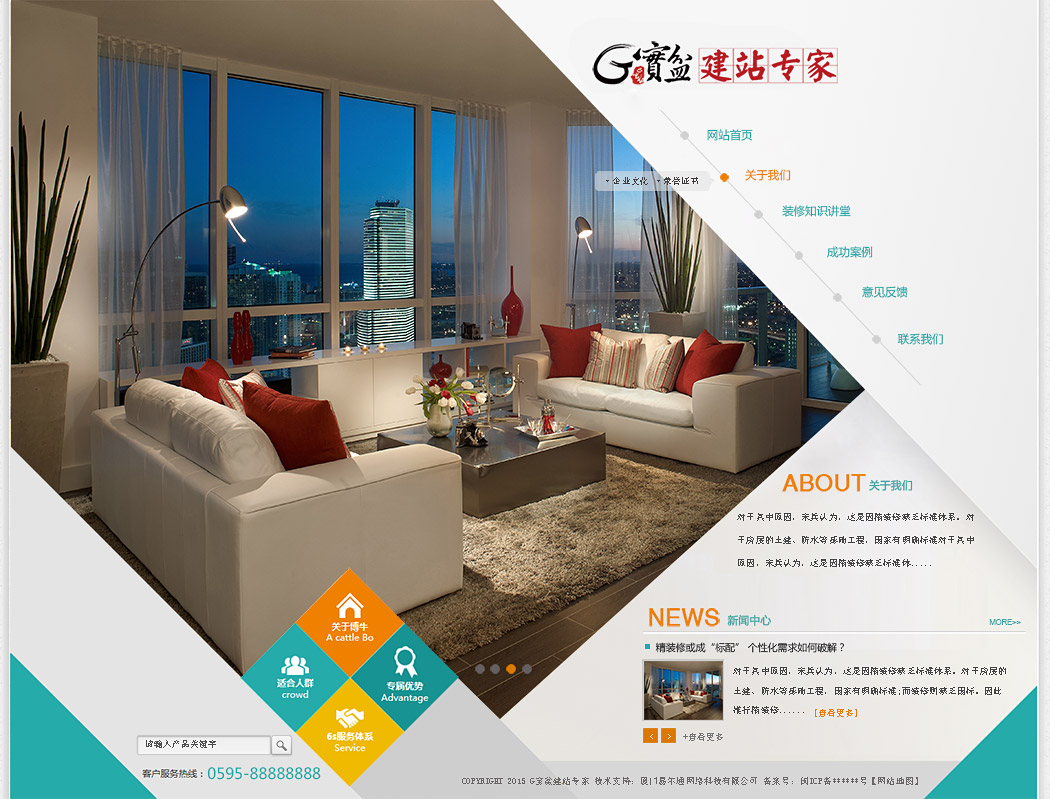 G寳盆 建站专家
网站首页
关于我们
· 企业文化 · 荣誉证书
装修知识讲堂
成功案例
意见反馈
联系我们
ABOUT 关于我们
对于其中原因，宋兵认为，这是因精装修缺乏标准体系。对
于房屋的土建、防水等基础工程，国家有明确标准对于其中
原因，宋兵认为，这是因精装修缺乏标准体.....
NEWS 新闻中心
MORE>>
精装修或成“标配” 个性化需求如何破解？
对于其中原因，宋兵认为，这是因精装修缺乏标准体系。对于房屋的
土建、防水等基础工程，国家有明确标准;而装修则缺乏国标。因此
维护精装修...... [查看更多]
+查看更多
关于博牛
A cattle Bo
适合人群
crowd
专属优势
Advantage
6s服务体系
Service
请输入产品关键字
客户服务热线：0595-88888888
COPYRIGHT 2015 G宝盆建站专家 技术支持：厦门易尔通网络科技有限公司 备案号：闽ICP备******号【网站地图】